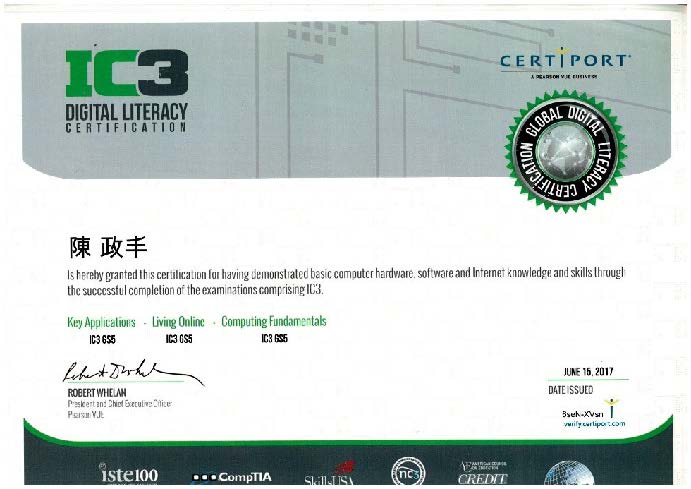 IC3
DIGITAL LITERACY
CERTIFICATION
CERTIPORT
A PEARSON VUE BUSINESS
GLOBAL DIGITAL LITERACY CERTIFICATION
陳 政丰
Is hereby granted this certification for having demonstrated basic computer hardware, software and Internet knowledge and skills through
the successful completion of the examinations comprising IC3.
Key Applications - Living Online - Computing Fundamentals
IC3 GS5 IC3 GS5 IC3 GS5
ROBERT WHELAN
President and Chief Executive Officer
Pearson VUE
JUNE 15, 2017
DATE ISSUED
verify.certiport.com
iste100
CompTIA
SkillsUSA
nc3
CREDIT